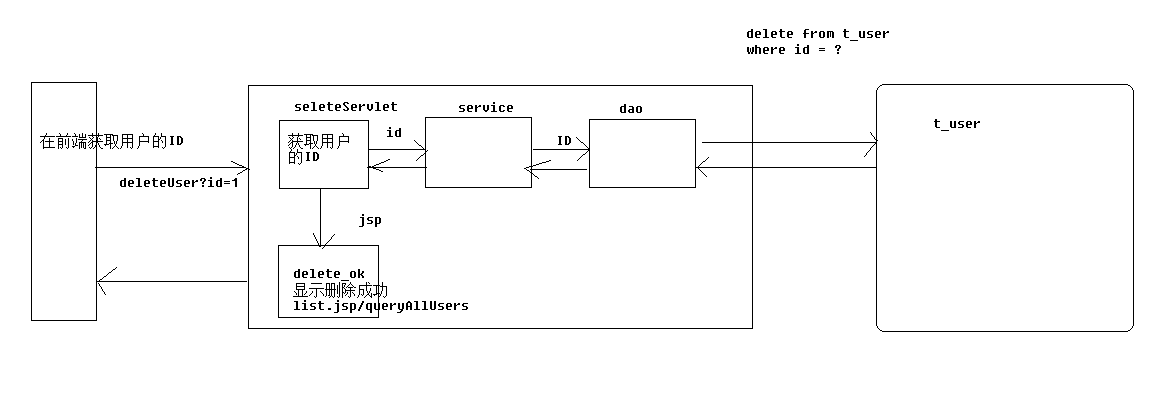 delete from t_user
where id = ?
seleteServlet
service
dao
t_user
在前端获取用户的ID
获取用户
的ID
id
ID
deleteUser?id=1
jsp
delete_ok
显示删除成功
list.jsp/queryAllUsers